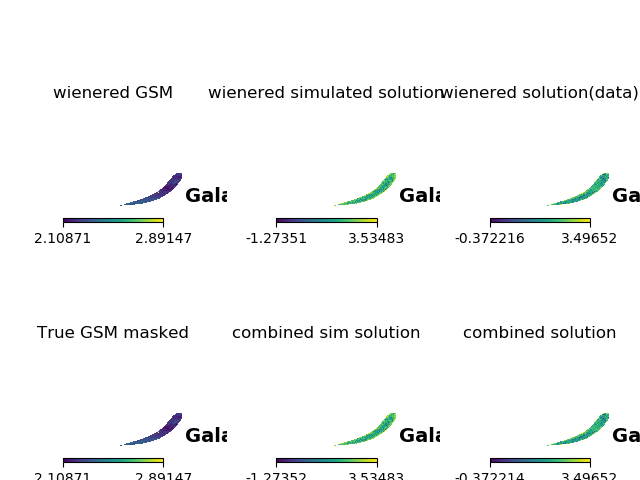 wienered GSM
wienered simulated solution
wienered solution(data)
Gala
Gala
Ga
2.10871 2.89147
-1.27351 3.53483
-0.372216 3.49652
True GSM masked
combined sim solution
combined solution
Gala
Gala
Ga
2.10871 2.89147
-1.27352 3.53483
-0.372214 3.49652